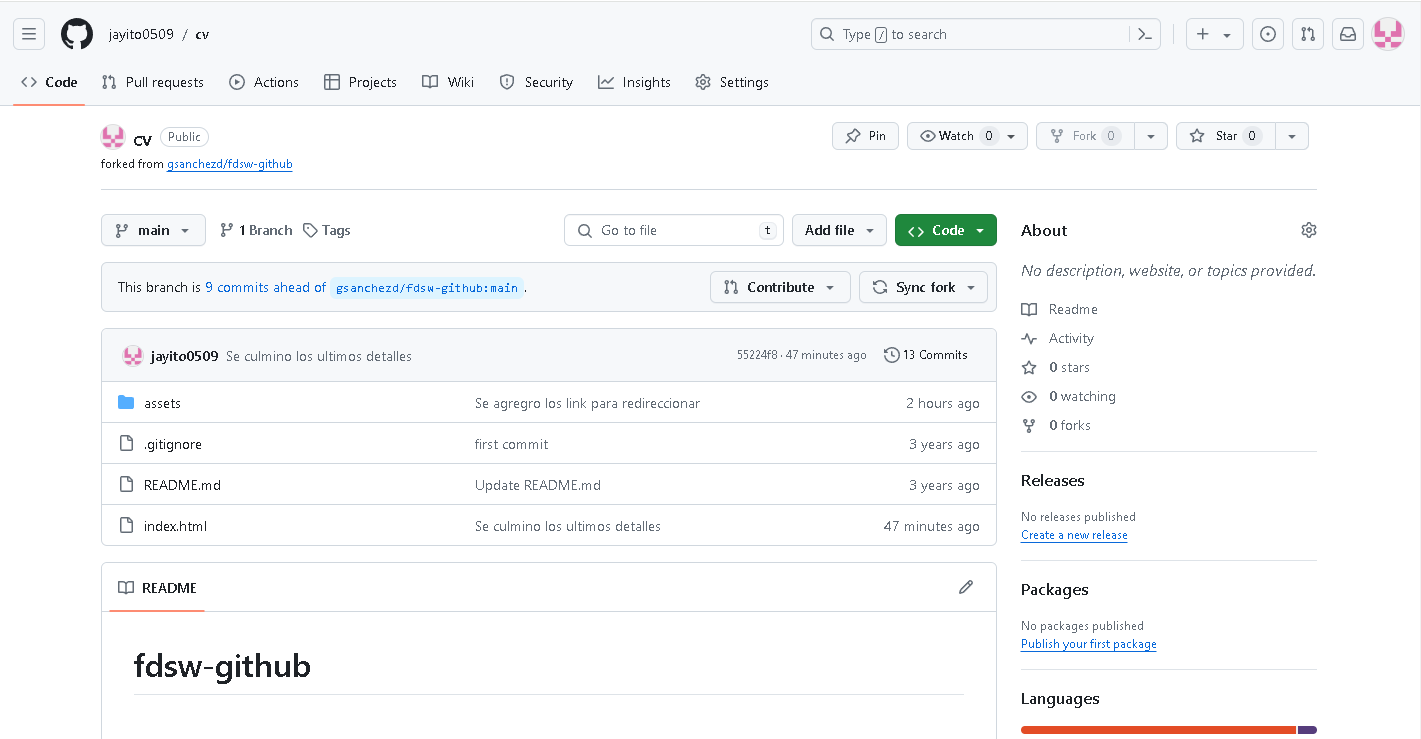 jayito0509 / cv
Type / to search
Code Pull requests Actions Projects Wiki Security Insights Settings
cv Public
Pin Watch 0 Fork 0 Star 0
forked from gsanchezd/fdsw-github
main 1 Branch Tags Go to file t Add file Code
This branch is 9 commits ahead of gsanchezd/fdsw-github:main .
Contribute Sync fork
jayito0509 Se culmino los ultimos detalles 55224f8 · 47 minutes ago 13 Commits
assets Se agregro los link para redireccionar 2 hours ago
.gitignore first commit 3 years ago
README.md Update README.md 3 years ago
index.html Se culmino los ultimos detalles 47 minutes ago
README
fdsw-github
About
No description, website, or topics provided.
Readme
Activity
0 stars
0 watching
0 forks
Releases
No releases published
Create a new release
Packages
No packages published
Publish your first package
Languages